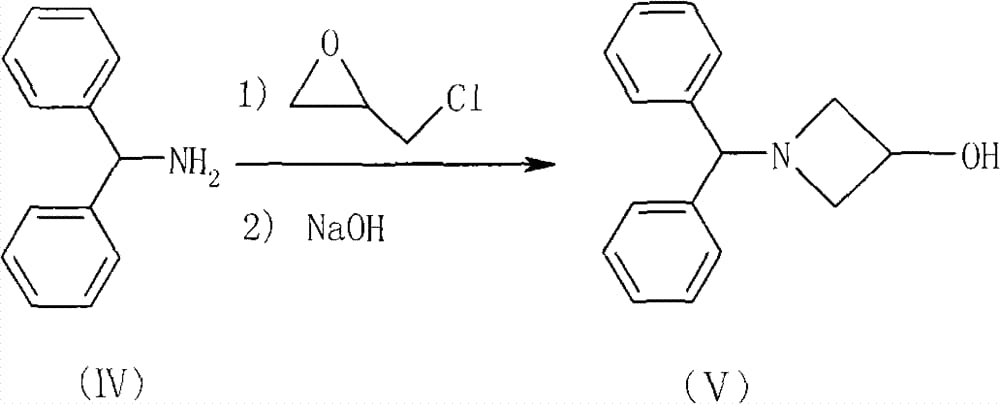 O
1)
Cl
NH2
N
OH
2) NaOH
(IV)
(V)